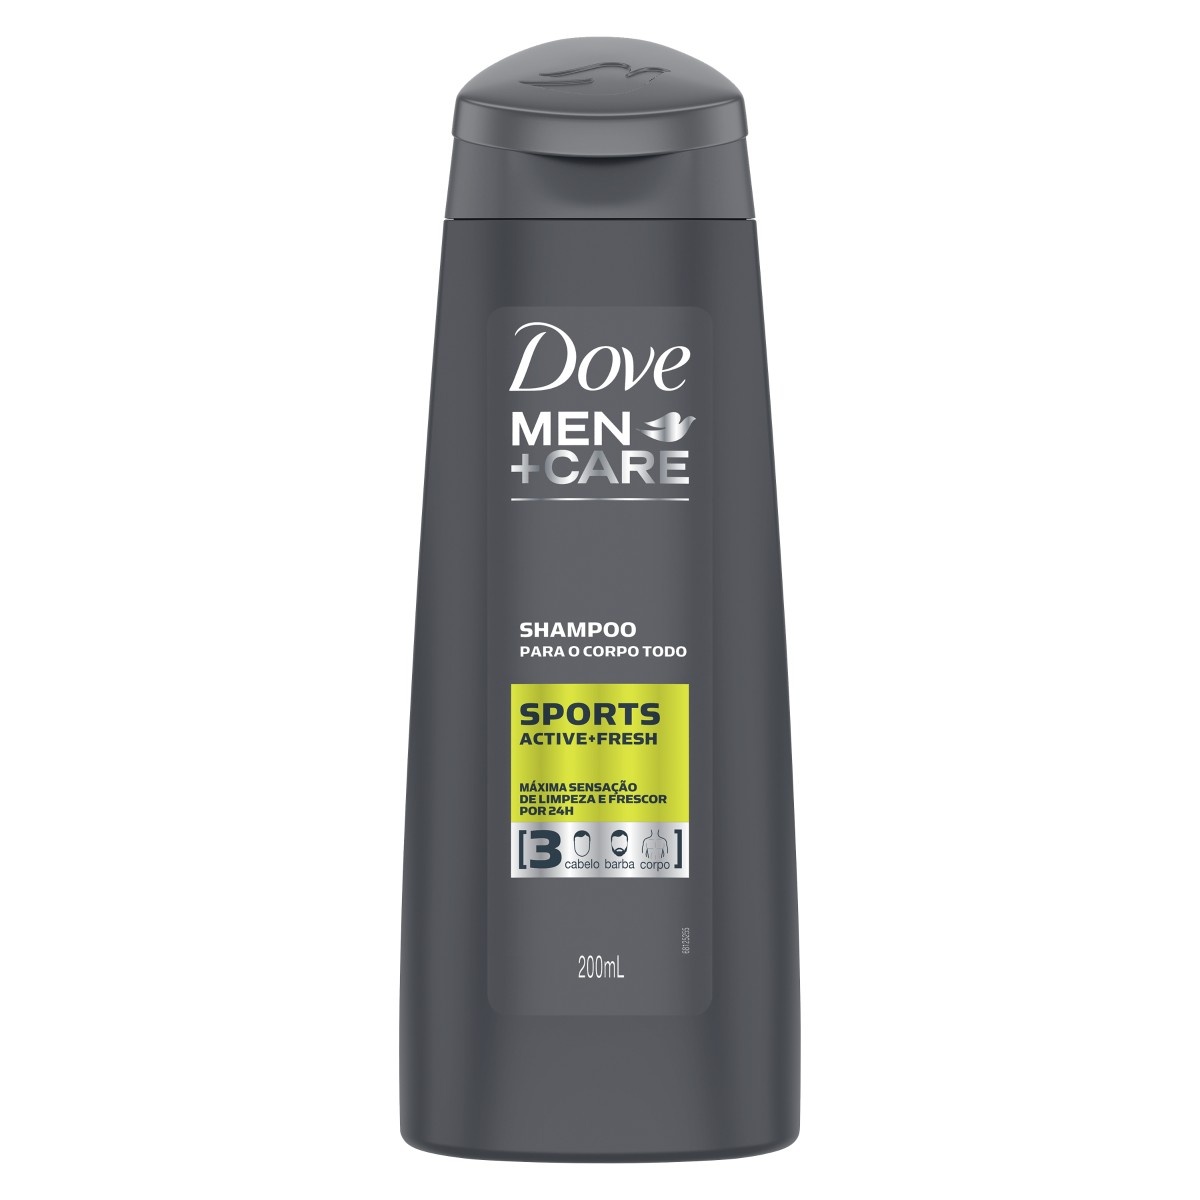 Dove
MEN
+CARE
SHAMPOO
PARA O CORPO TODO
SPORTS
ACTIVE+FRESH
MÁXIMA SENSAÇÃO
DE LIMPEZA E FRESCOR
POR 24H
[3 cabelo barba corpo]
68125255
200mL